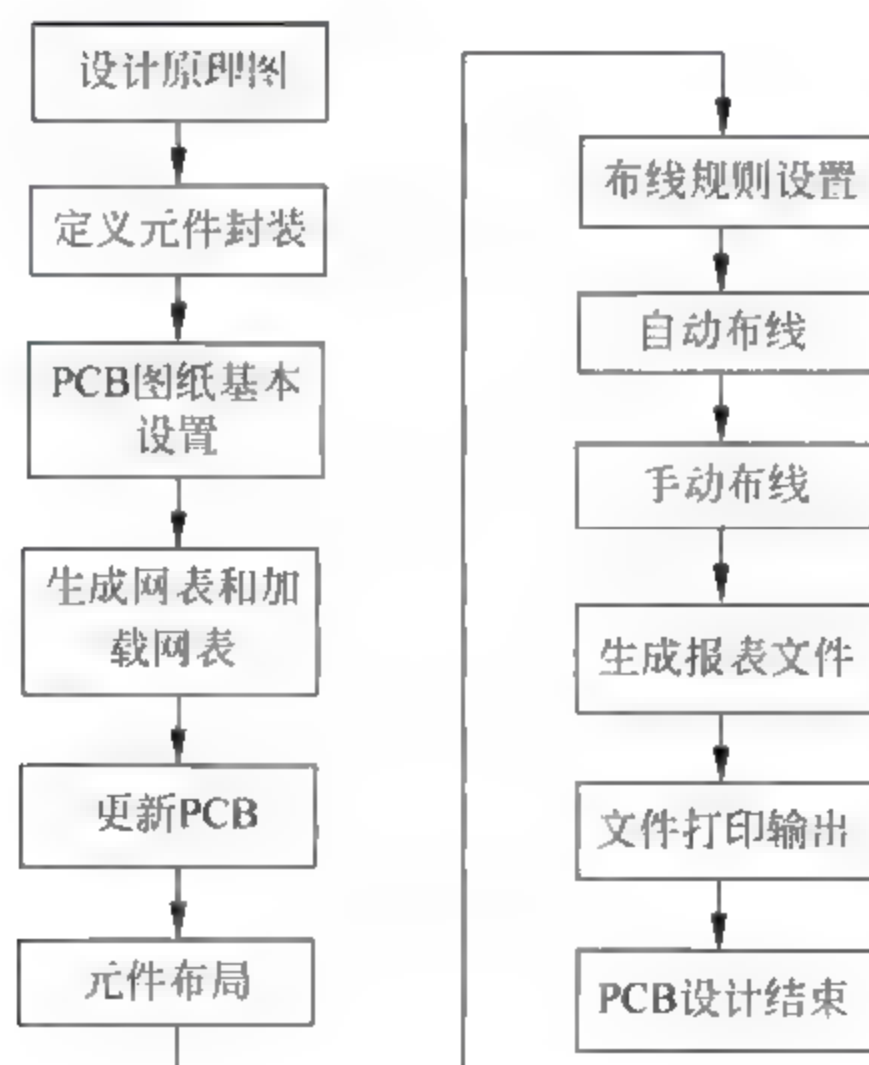 设计原理图
定义元件封装
PCB图纸基本
设置
生成网表和加
载网表
更新PCB
元件布局
布线规则设置
自动布线
手动布线
生成报表文件
文件打印输出
PCB设计结束